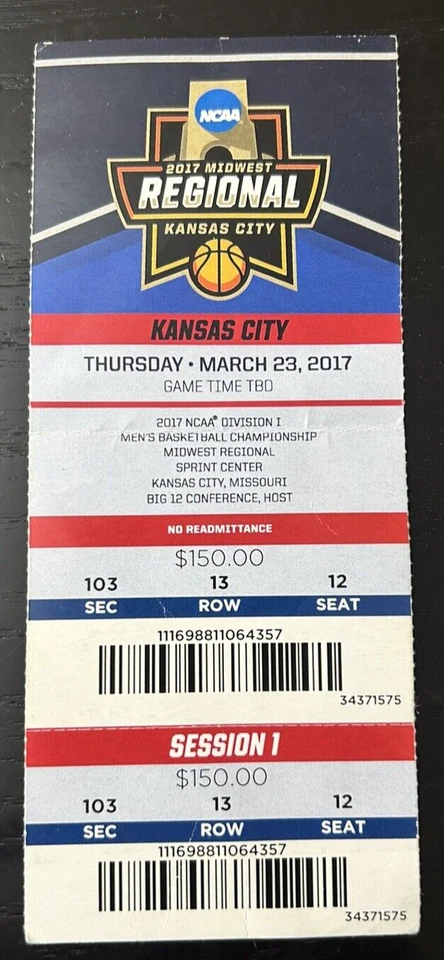 NCAA
2017 MIDWEST
REGIONAL
KANSAS CITY
KANSAS CITY
THURSDAY • MARCH 23, 2017
GAME TIME TBD
2017 NCAA® DIVISION I
MEN'S BASKETBALL CHAMPIONSHIP
MIDWEST REGIONAL
SPRINT CENTER
KANSAS CITY, MISSOURI
BIG 12 CONFERENCE, HOST
NO READMITTANCE
$150.00
103 13 12
SEC ROW SEAT
111698811064357
34371575
SESSION 1
$150.00
103 13 12
SEC ROW SEAT
111698811064357
34371575